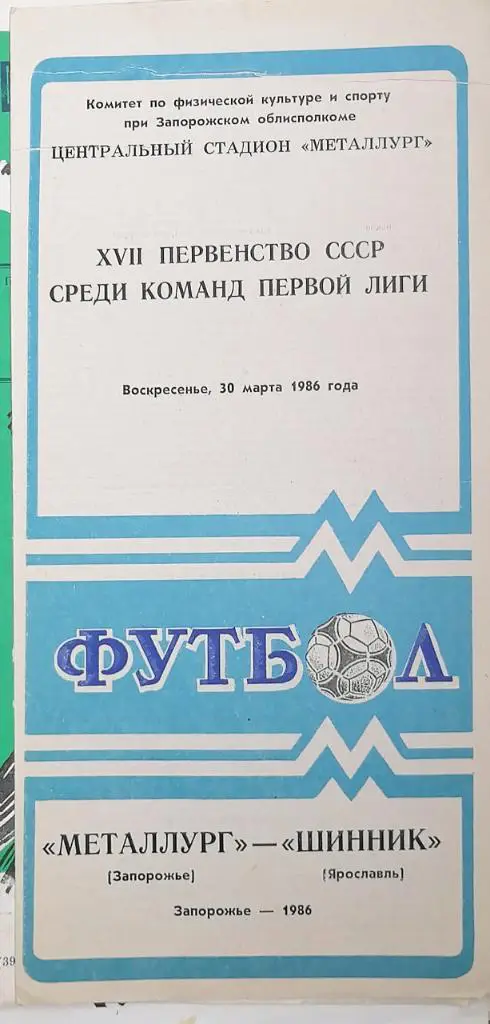 Комитет по физической культуре и спорту
при Запорожском облисполкоме
ЦЕНТРАЛЬНЫЙ СТАДИОН «МЕТАЛЛУРГ»
XVII ПЕРВЕНСТВО СССР
СРЕДИ КОМАНД ПЕРВОЙ ЛИГИ
Воскресенье, 30 марта 1986 года
ФУТБОЛ
«МЕТАЛЛУРГ» — «ШИННИК»
(Запорожье) (Ярославль)
Запорожье — 1986